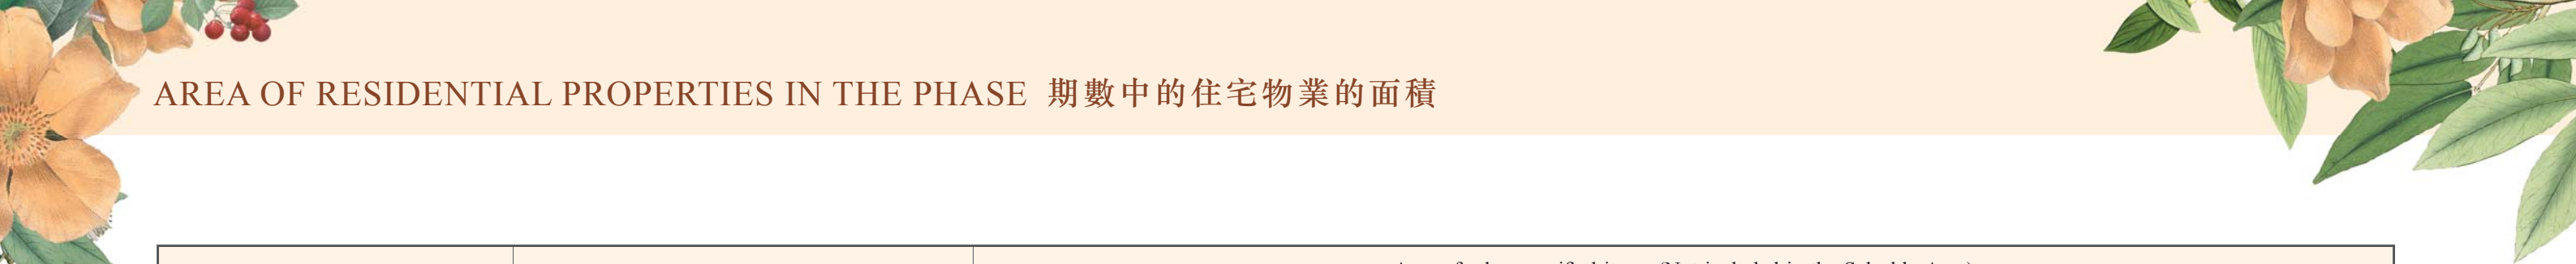 AREA OF RESIDENTIAL PROPERTIES IN THE PHASE 期數中的住宅物業的面積